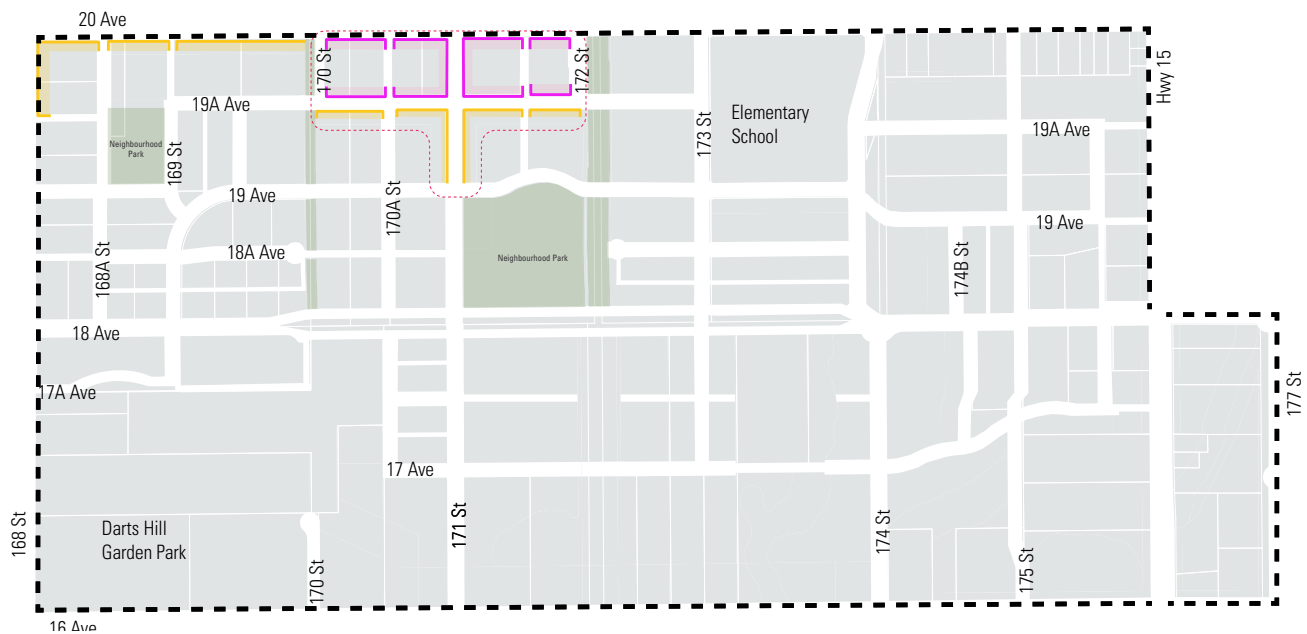 20 Ave
170 St
172 St
Hwy 15
19A Ave
Elementary
School
173 St
19A Ave
Neighbourhood
Park
169 St
19 Ave
170A St
19 Ave
168A St
18A Ave
Neighbourhood Park
174B St
18 Ave
17A Ave
177 St
17 Ave
168 St
Darts Hill
Garden Park
171 St
174 St
170 St
175 St
16 Ave